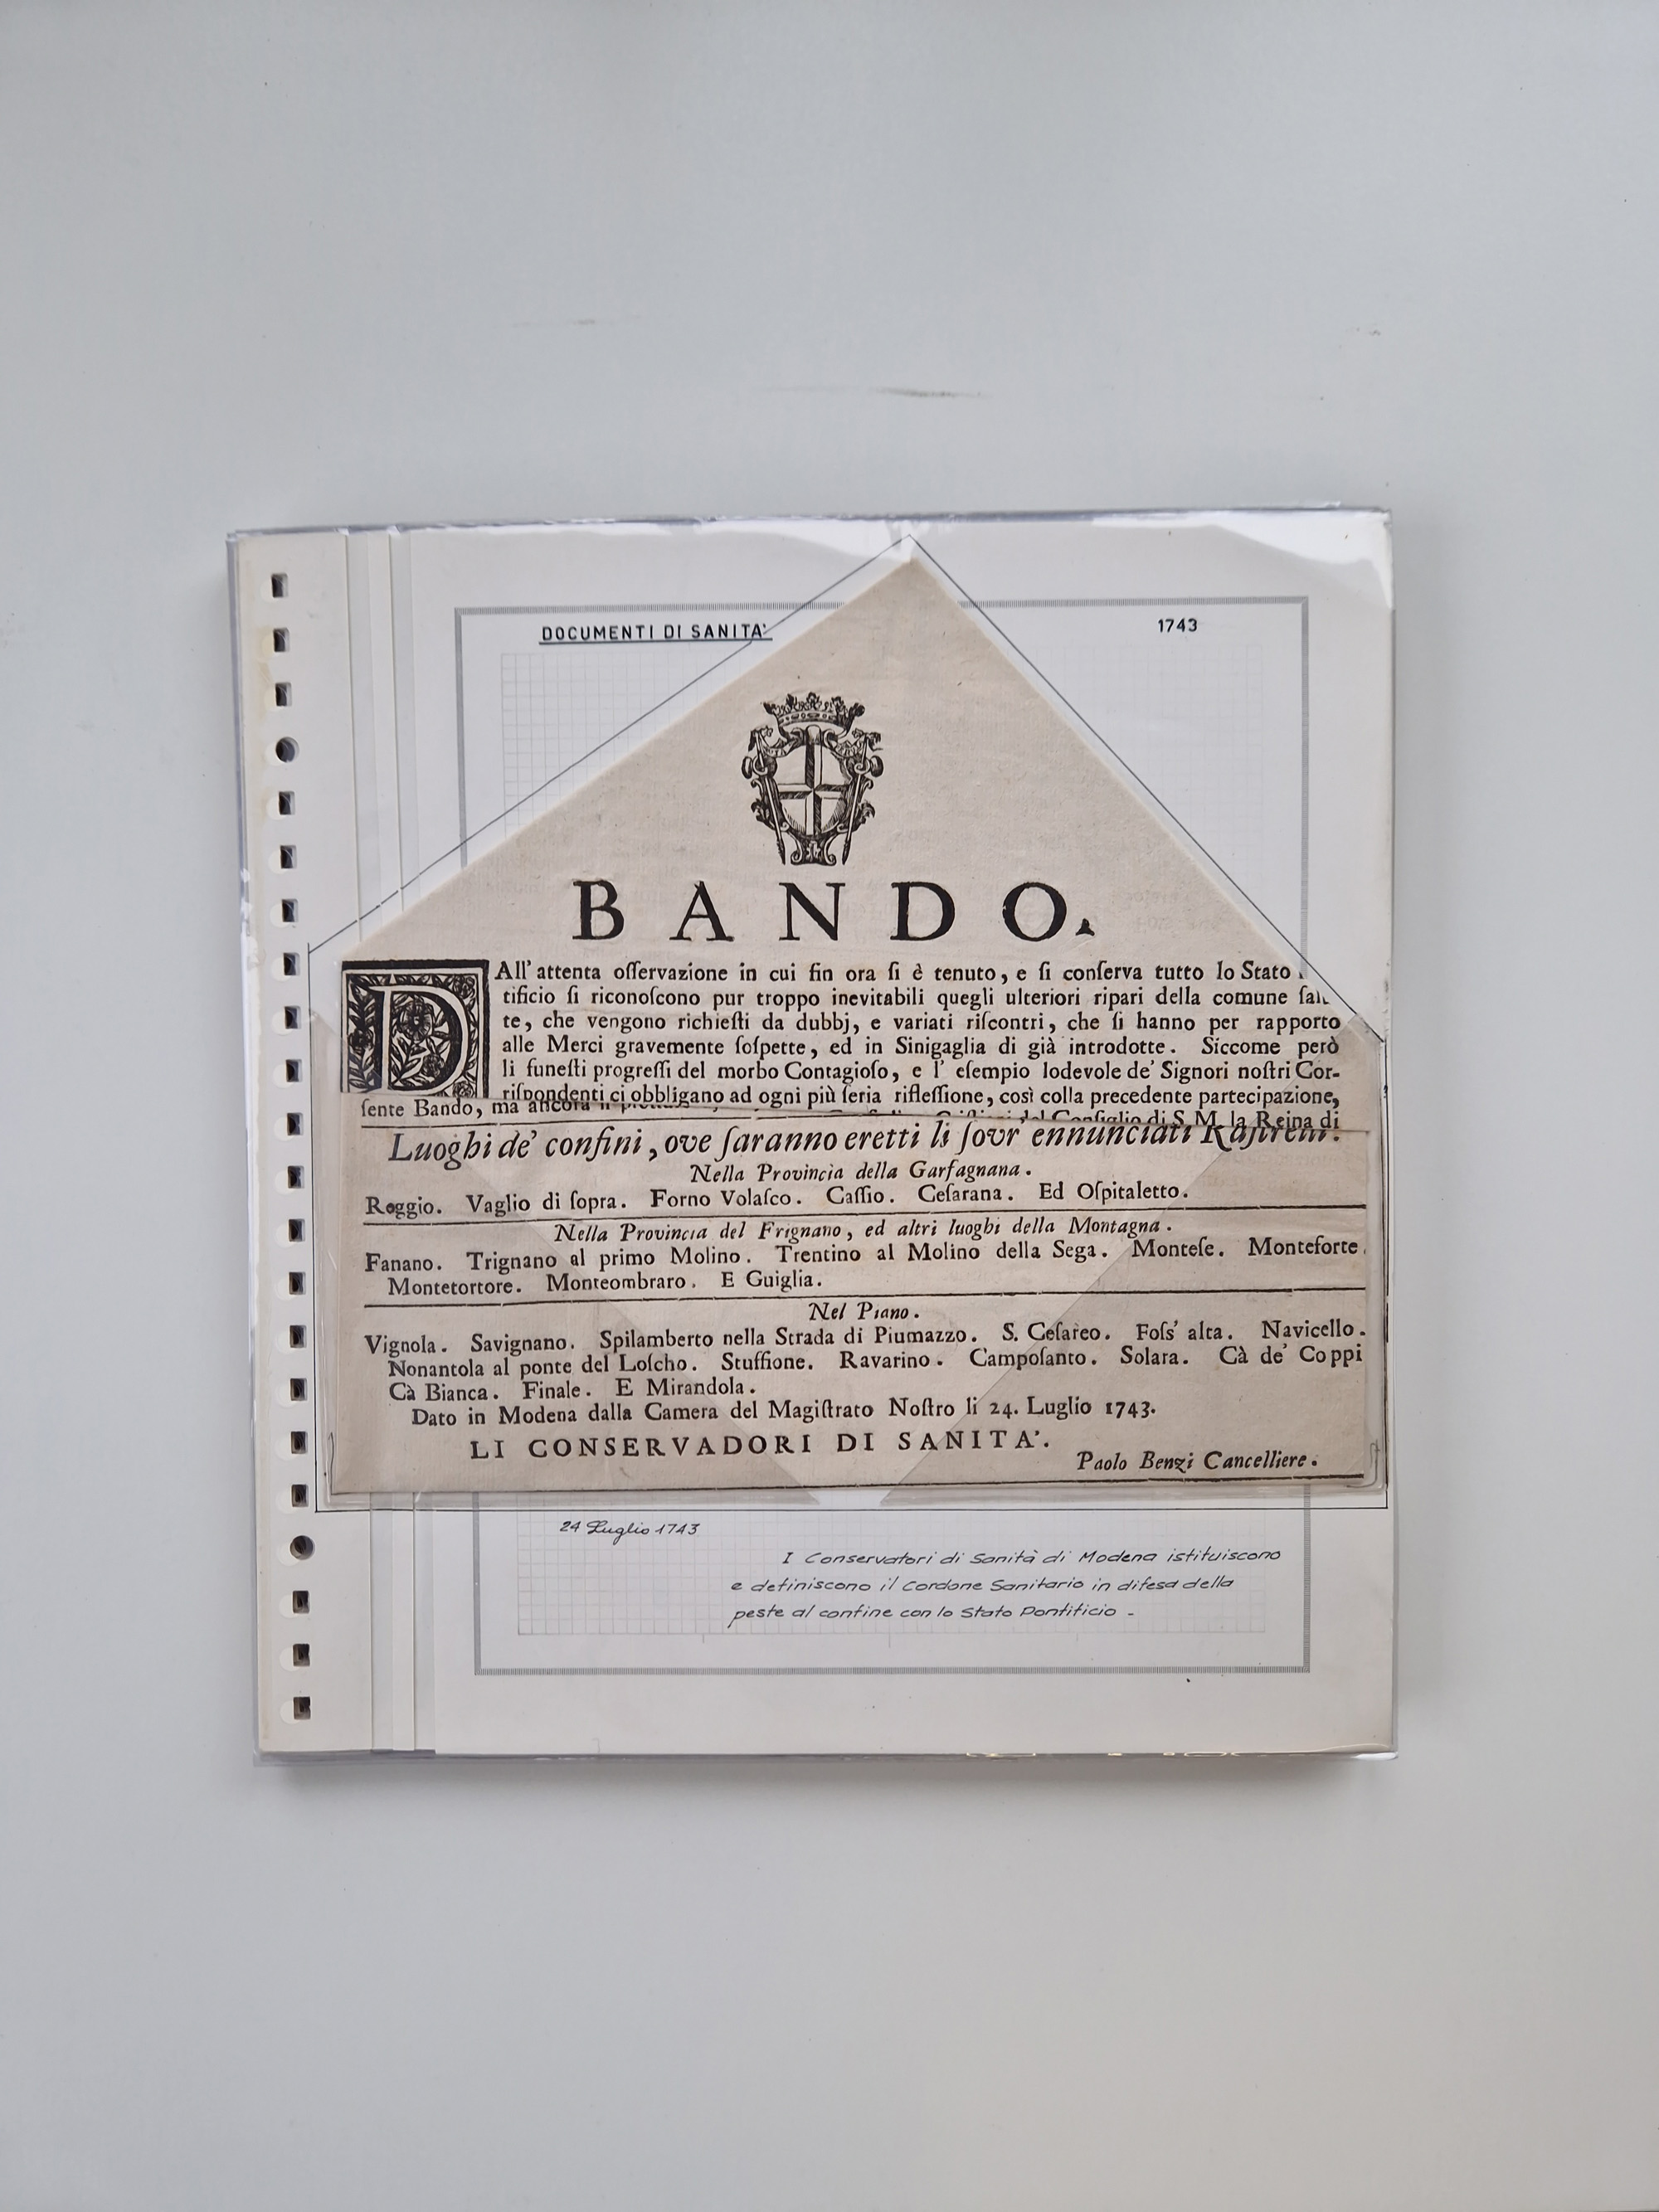 DOCUMENTI DI SANITA'
1743
BANDO.
DAll' attenta oſſervazione in cui fin ora ſi è tenuto, e ſi conſerva tutto lo Stato
tificio ſi riconoſcono pur troppo inevitabili quegli ulteriori ripari della comune
te, che vengono richieſti da dubbj, e variati riſcontri, che ſi hanno per rapporto
alle Merci gravemente ſoſpette, ed in Sinigaglia di già introdotte. Siccome però
li funeſti progreſſi del morbo Contagioſo, e l' eſempio lodevole de' Signori noſtri Cor-
riſpondenti ci obbligano ad ogni più ſeria rifleſſione, così colla precedente partecipazione,
ſente Bando, ma ancora
del Conſiglio di S. M. la Reina di
Luoghi de' confini, ove ſaranno eretti li ſovr' ennunciati Raſtrelli.
Nella Provincia della Garfagnana.
Roggio. Vaglio di ſopra. Forno Volaſco. Caſſio. Ceſarana. Ed Oſpitaletto.
Nella Provincia del Frignano, ed altri luoghi della Montagna.
Fanano. Trignano al primo Molino. Trentino al Molino della Sega. Monteſe. Monteforte.
Montetortore. Monteombraro. E Guiglia.
Nel Piano.
Vignola. Savignano. Spilamberto nella Strada di Piumazzo. S. Ceſareo. Foſs' alta. Navicello.
Nonantola al ponte del Loſcho. Stuffione. Ravarino. Campoſanto. Solara. Cà de' Coppi
Cà Bianca. Finale. E Mirandola.
Dato in Modena dalla Camera del Magiſtrato Noſtro li 24. Luglio 1743.
LI CONSERVADORI DI SANITA'.
Paolo Benzi Cancelliere.
24 Luglio 1743
I Conservatori di Sanità di Modena istituiscono
e definiscono il Cordone Sanitario in difesa della
peste al confine con lo Stato Pontificio -